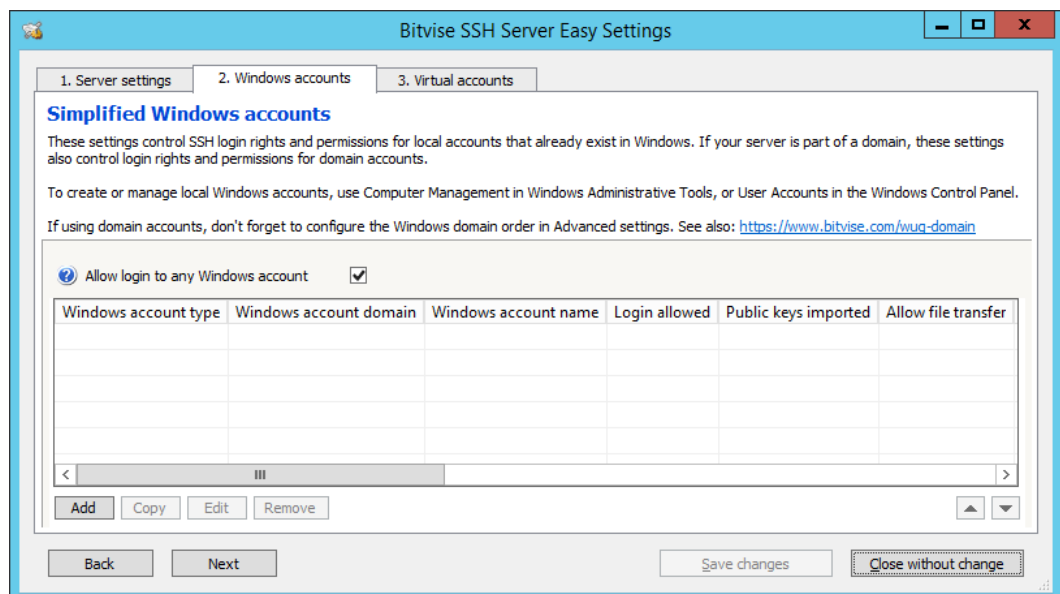 Bitvise SSH Server Easy Settings
1. Server settings
2. Windows accounts
3. Virtual accounts
Simplified Windows accounts
These settings control SSH login rights and permissions for local accounts that already exist in Windows. If your server is part of a domain, these settings
also control login rights and permissions for domain accounts.
To create or manage local Windows accounts, use Computer Management in Windows Administrative Tools, or User Accounts in the Windows Control Panel.
If using domain accounts, don't forget to configure the Windows domain order in Advanced settings. See also: https://www.bitvise.com/wug-domain
Allow login to any Windows account
Windows account type Windows account domain Windows account name Login allowed Public keys imported Allow file transfer
Add Copy Edit Remove
Back Next Save changes Close without change